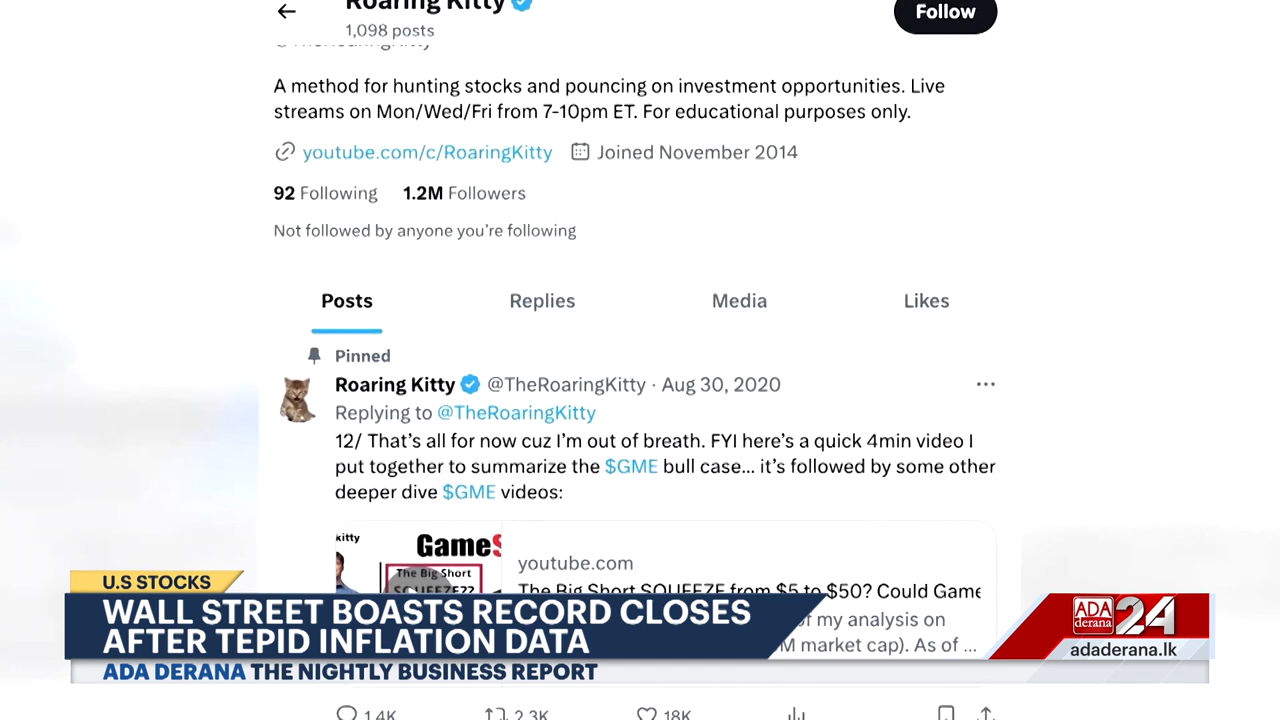 Roaring Kitty
1,098 posts
Follow
@TheRoaringKitty
A method for hunting stocks and pouncing on investment opportunities. Live
streams on Mon/Wed/Fri from 7-10pm ET. For educational purposes only.
youtube.com/c/RoaringKitty Joined November 2014
92 Following 1.2M Followers
Not followed by anyone you’re following
Posts Replies Media Likes
Pinned
Roaring Kitty @TheRoaringKitty · Aug 30, 2020
Replying to @TheRoaringKitty
12/ That’s all for now cuz I’m out of breath. FYI here’s a quick 4min video I
put together to summarize the $GME bull case... it’s followed by some other
deeper dive $GME videos:
kitty
GameS
The Big Short
SQUEEZE??
youtube.com
The Big Short SQUEEZE from $5 to $50? Could Game
of my analysis on
M market cap). As of ...
U.S STOCKS
WALL STREET BOASTS RECORD CLOSES
AFTER TEPID INFLATION DATA
ADA DERANA THE NIGHTLY BUSINESS REPORT
ADA
derana
24
adaderana.lk
1.4K 2.3K 18K